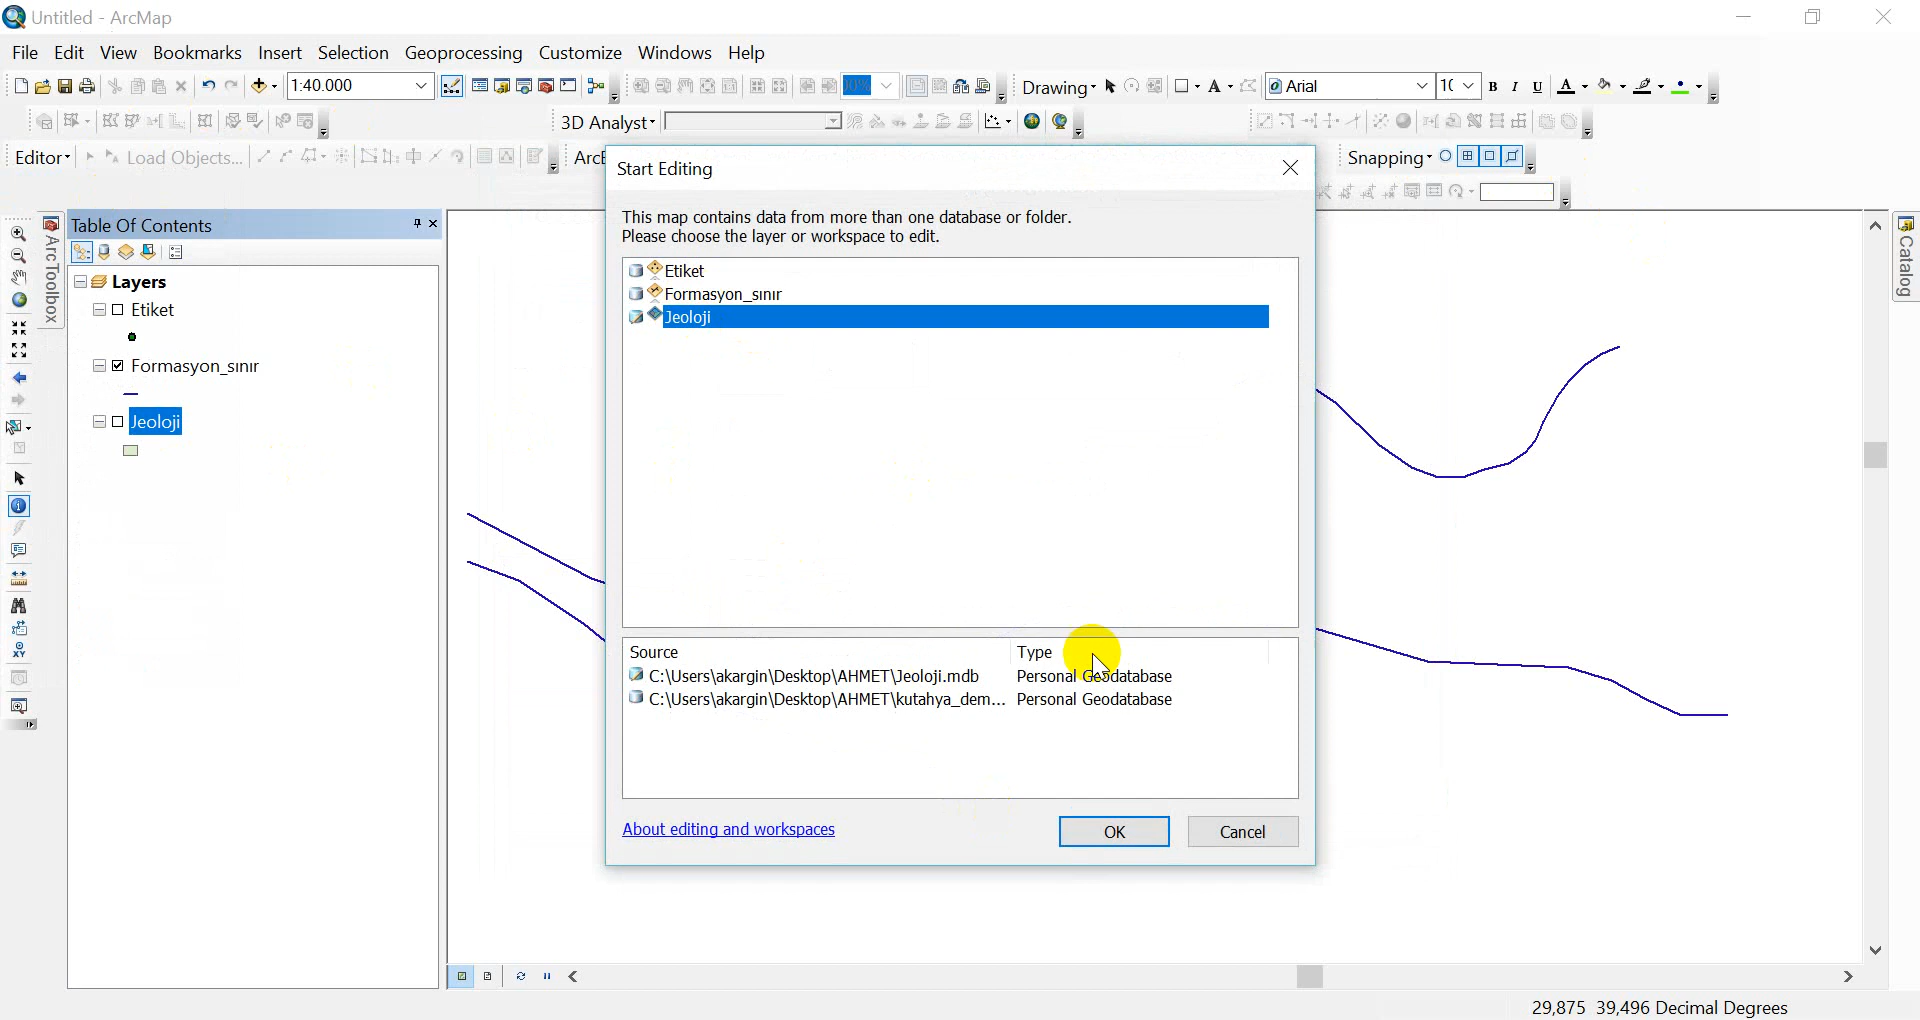 Untitled - ArcMap
File Edit View Bookmarks Insert Selection Geoprocessing Customize Windows Help
1:40.000
Drawing
A
Arial
10
B I U A
3D Analyst
Editor
Load Objects...
Snapping
Start Editing
This map contains data from more than one database or folder.
Please choose the layer or workspace to edit.
Etiket
Formasyon_sınır
Jeoloji
Source Type
C:\Users\akargin\Desktop\AHMET\Jeoloji.mdb Personal Geodatabase
C:\Users\akargin\Desktop\AHMET\kutahya_dem... Personal Geodatabase
About editing and workspaces
OK Cancel
ArcToolbox
Table Of Contents
Layers
Etiket
Formasyon_sınır
Jeoloji
XY
Catalog
29,875 39,496 Decimal Degrees